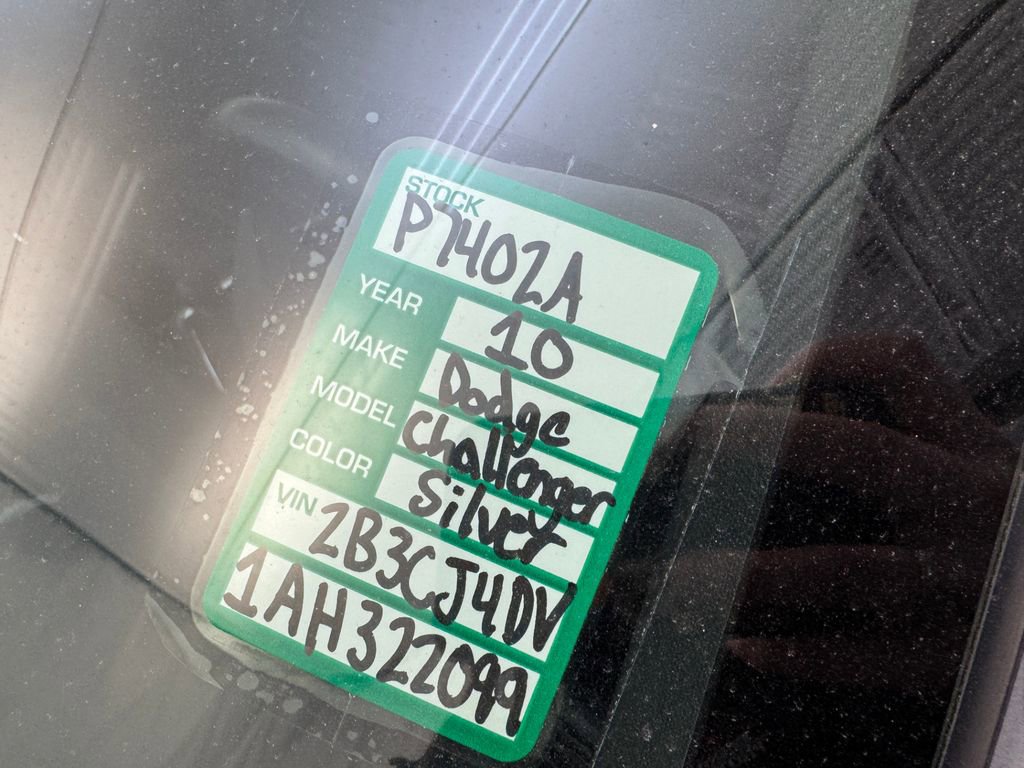 STOCK
P7402A
YEAR 10
MAKE Dodge
MODEL Challenger
COLOR Silver
VIN 2B3CJ4DV
1AH322099